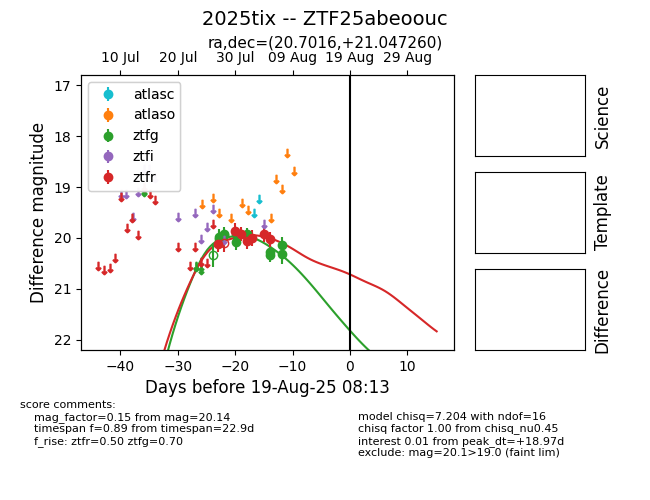 2025tix -- ZTF25abeoouc
ra,dec=(20.7016,+21.047260)
10 Jul 20 Jul 30 Jul 09 Aug 19 Aug 29 Aug
atlasc
atlaso
ztfg
ztfi
ztfr
17
18
19
20
21
22
Difference magnitude
−40 −30 −20 −10 0 10
Days before 19-Aug-25 08:13
Science
Template
Difference
score comments:
mag_factor=0.15 from mag=20.14
timespan f=0.89 from timespan=22.9d
f_rise: ztfr=0.50 ztfg=0.70
model chisq=7.204 with ndof=16
chisq factor 1.00 from chisq_nu0.45
interest 0.01 from peak_dt=+18.97d
exclude: mag=20.1>19.0 (faint lim)